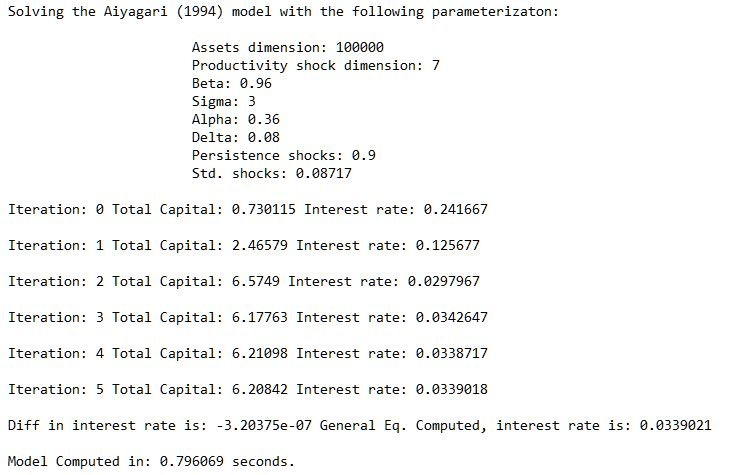 Solving the Aiyagari (1994) model with the following parameterizaton:
Assets dimension: 100000
Productivity shock dimension: 7
Beta: 0.96
Sigma: 3
Alpha: 0.36
Delta: 0.08
Persistence shocks: 0.9
Std. shocks: 0.08717
Iteration: 0 Total Capital: 0.730115 Interest rate: 0.241667
Iteration: 1 Total Capital: 2.46579 Interest rate: 0.125677
Iteration: 2 Total Capital: 6.5749 Interest rate: 0.0297967
Iteration: 3 Total Capital: 6.17763 Interest rate: 0.0342647
Iteration: 4 Total Capital: 6.21098 Interest rate: 0.0338717
Iteration: 5 Total Capital: 6.20842 Interest rate: 0.0339018
Diff in interest rate is: -3.20375e-07 General Eq. Computed, interest rate is: 0.0339021
Model Computed in: 0.796069 seconds.